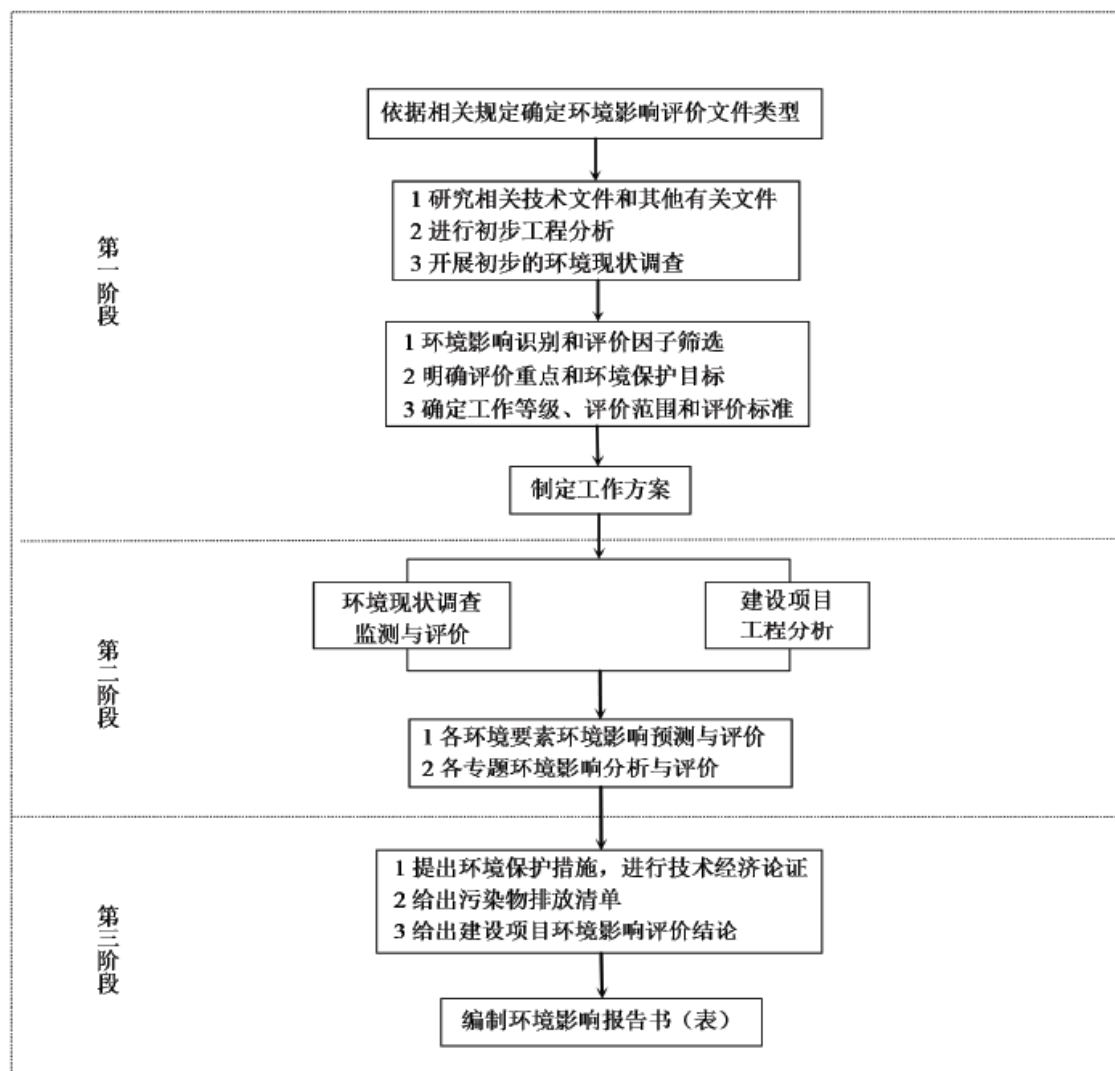 依据相关规定确定环境影响评价文件类型
第一阶段
1 研究相关技术文件和其他有关文件
2 进行初步工程分析
3 开展初步的环境现状调查
1 环境影响识别和评价因子筛选
2 明确评价重点和环境保护目标
3 确定工作等级、评价范围和评价标准
制定工作方案
第二阶段
环境现状调查
监测与评价
建设项目
工程分析
1 各环境要素环境影响预测与评价
2 各专题环境影响分析与评价
第三阶段
1 提出环境保护措施，进行技术经济论证
2 给出污染物排放清单
3 给出建设项目环境影响评价结论
编制环境影响报告书（表）